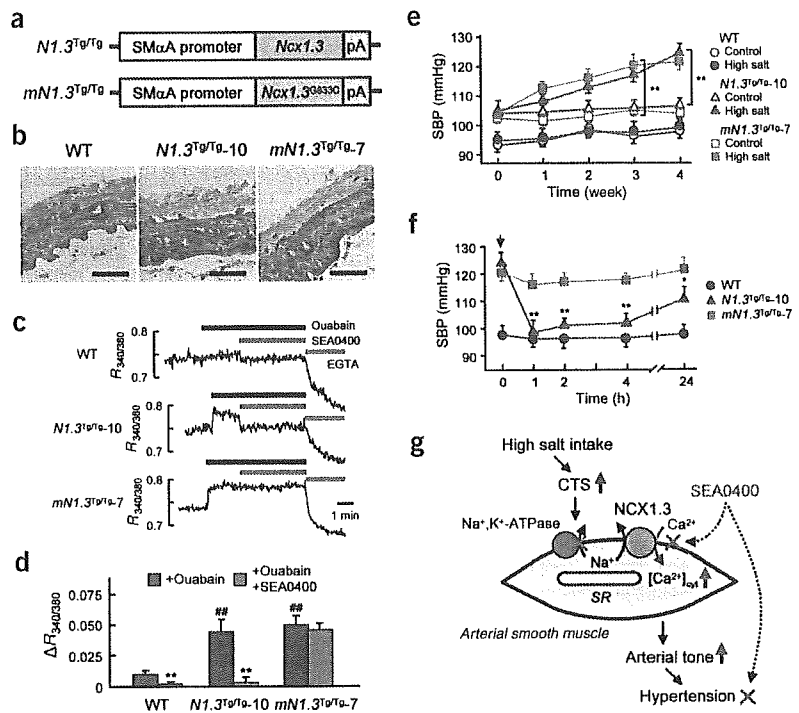 a
N1.3Tg/Tg
SMαA promoter
Ncx1.3
pA
mN1.3Tg/Tg
SMαA promoter
Ncx1.3G833C
pA
b
WT
N1.3Tg/Tg-10
mN1.3Tg/Tg-7
c
Ouabain
SEA0400
EGTA
WT
R340/380
0.8
0.7
N1.3Tg/Tg-10
R340/380
0.8
0.7
mN1.3Tg/Tg-7
R340/380
0.8
0.7
1 min
d
+Ouabain
+Ouabain
+SEA0400
ΔR340/380
0.075
0.050
0.025
0
**
##
**
##
WT
N1.3Tg/Tg-10
mN1.3Tg/Tg-7
e
SBP (mmHg)
130
120
110
100
90
**
**
0 1 2 3 4
Time (week)
WT
Control
High salt
N1.3Tg/Tg-10
Control
High salt
mN1.3Tg/Tg-7
Control
High salt
f
SBP (mmHg)
130
120
110
100
90
**
**
**
*
0 1 2 4 24
Time (h)
WT
N1.3Tg/Tg-10
mN1.3Tg/Tg-7
g
High salt intake
CTS
SEA0400
NCX1.3
Na+,K+-ATPase
Ca2+
Na+
[Ca2+]cyt
SR
Arterial smooth muscle
Arterial tone
Hypertension